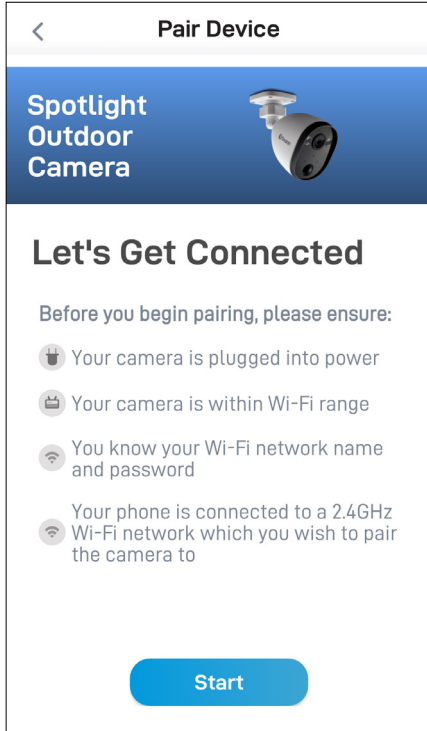 Pair Device
Spotlight
Outdoor
Camera
Let's Get Connected
Before you begin pairing, please ensure:
Your camera is plugged into power
Your camera is within Wi-Fi range
You know your Wi-Fi network name
and password
Your phone is connected to a 2.4GHz
Wi-Fi network which you wish to pair
the camera to
Start